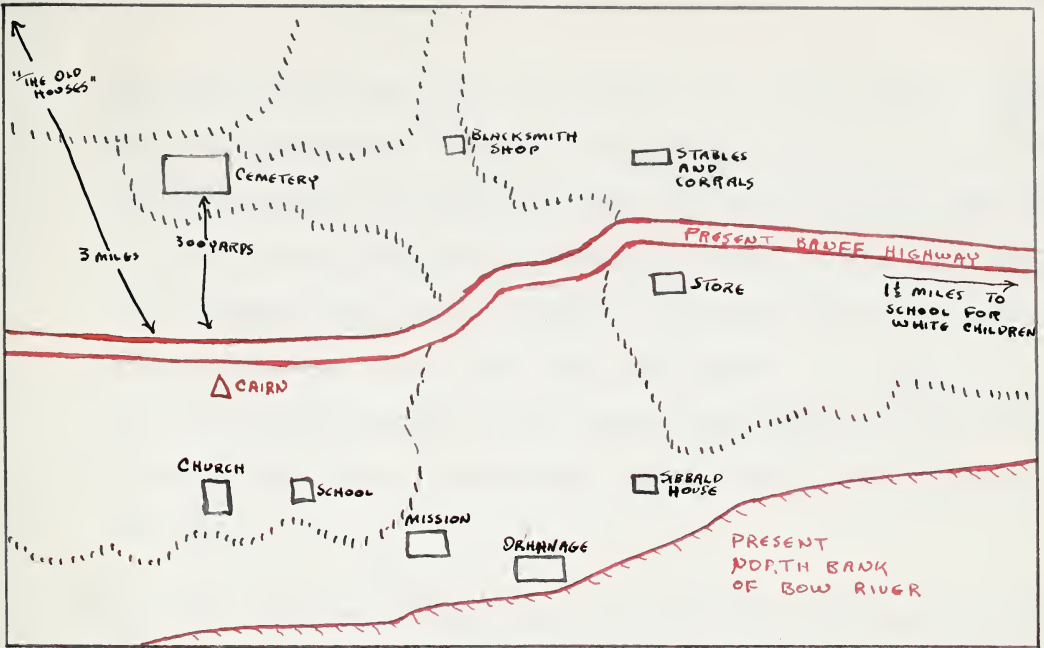 "THE OLD
HOUSES"
BLACKSMITH
SHOP
STABLES
AND
CORRALS
CEMETERY
3 MILES
300 YARDS
PRESENT BANFF HIGHWAY
STORE
1½ MILES TO
SCHOOL FOR
WHITE CHILDREN
CAIRN
CHURCH
SCHOOL
SIBBALD
HOUSE
MISSION
ORHANAGE
PRESENT
NORTH BANK
OF BOW RIVER